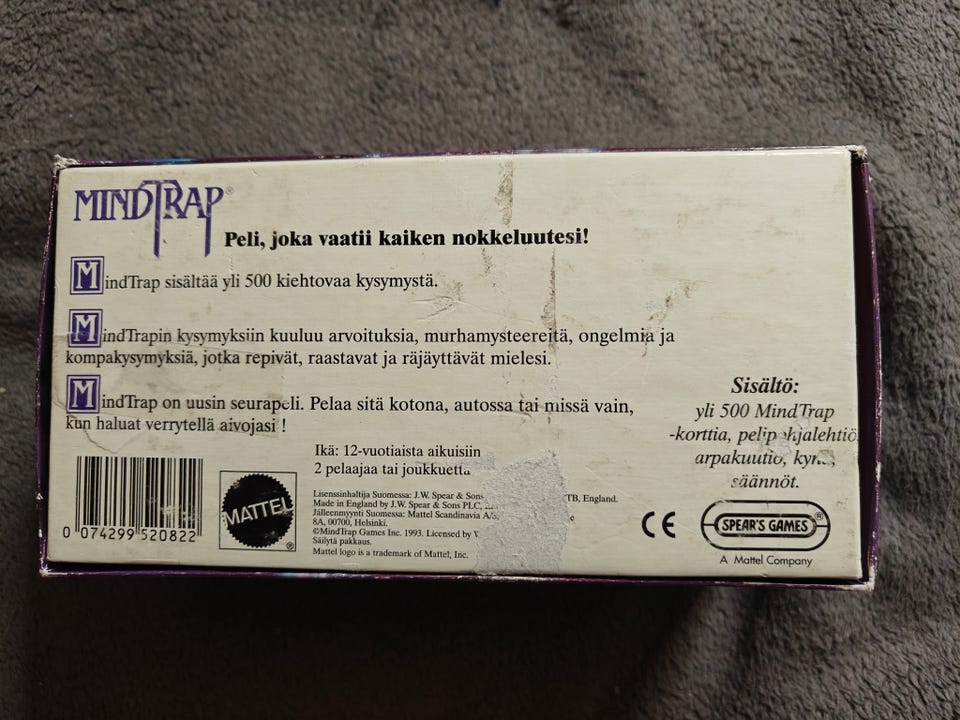 MINDTRAP®
Peli, joka vaatii kaiken nokkeluutesi!
MindTrap sisältää yli 500 kiehtovaa kysymystä.
MindTrapin kysymyksiin kuuluu arvoituksia, murhamysteereitä, ongelmia ja
kompakysymyksiä, jotka repivät, raastavat ja räjäyttävät mielesi.
MindTrap on uusin seurapeli. Pelaa sitä kotona, autossa tai missä vain,
kun haluat verrytellä aivojasi !
Ikä: 12-vuotiaista aikuisiin
2 pelaajaa tai joukkuetta
Sisältö:
yli 500 MindTrap
-korttia, pelipohjalehtiö,
arpakuutio,
säännöt.
0 074299 520822
MATTEL®
Lisenssinhaltija Suomessa: J.W. Spear & Sons TB, England.
Made in England by J.W. Spear & Sons PLC,
Jälleenmyynti Suomessa: Mattel Scandinavia A/S,
8A, 00700, Helsinki.
©MindTrap Games Inc. 1993. Licensed by
Säilytä pakkaus.
Mattel logo is a trademark of Mattel, Inc.
CE
SPEAR'S GAMES®
A Mattel Company